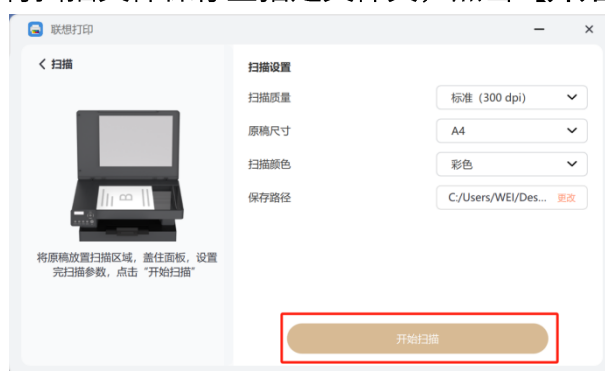 联想打印
扫描
扫描设置
扫描质量
标准（300 dpi）
原稿尺寸
A4
扫描颜色
彩色
保存路径
C:/Users/WEI/Des...
更改
将原稿放置扫描区域，盖住面板，设置
完扫描参数，点击“开始扫描”
开始扫描